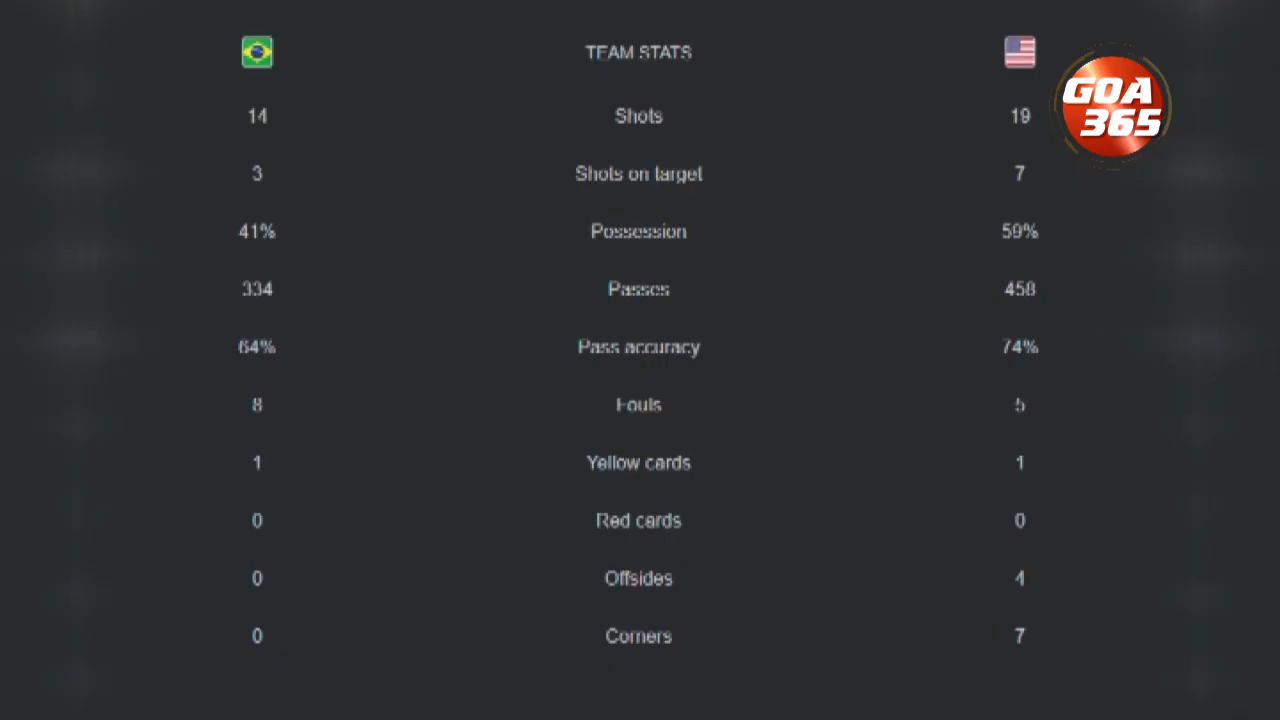 TEAM STATS
14 Shots 19
3 Shots on target 7
41% Possession 59%
334 Passes 458
64% Pass accuracy 74%
8 Fouls 5
1 Yellow cards 1
0 Red cards 0
0 Offsides 4
0 Corners 7
GOA
365